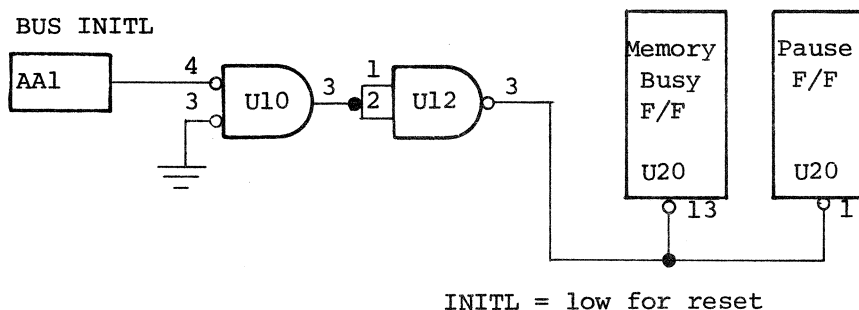 BUS INITL
AA1
4
3
U10
3
1
2
U12
3
Memory
Busy
F/F
U20
13
Pause
F/F
U20
1
INITL = low for reset